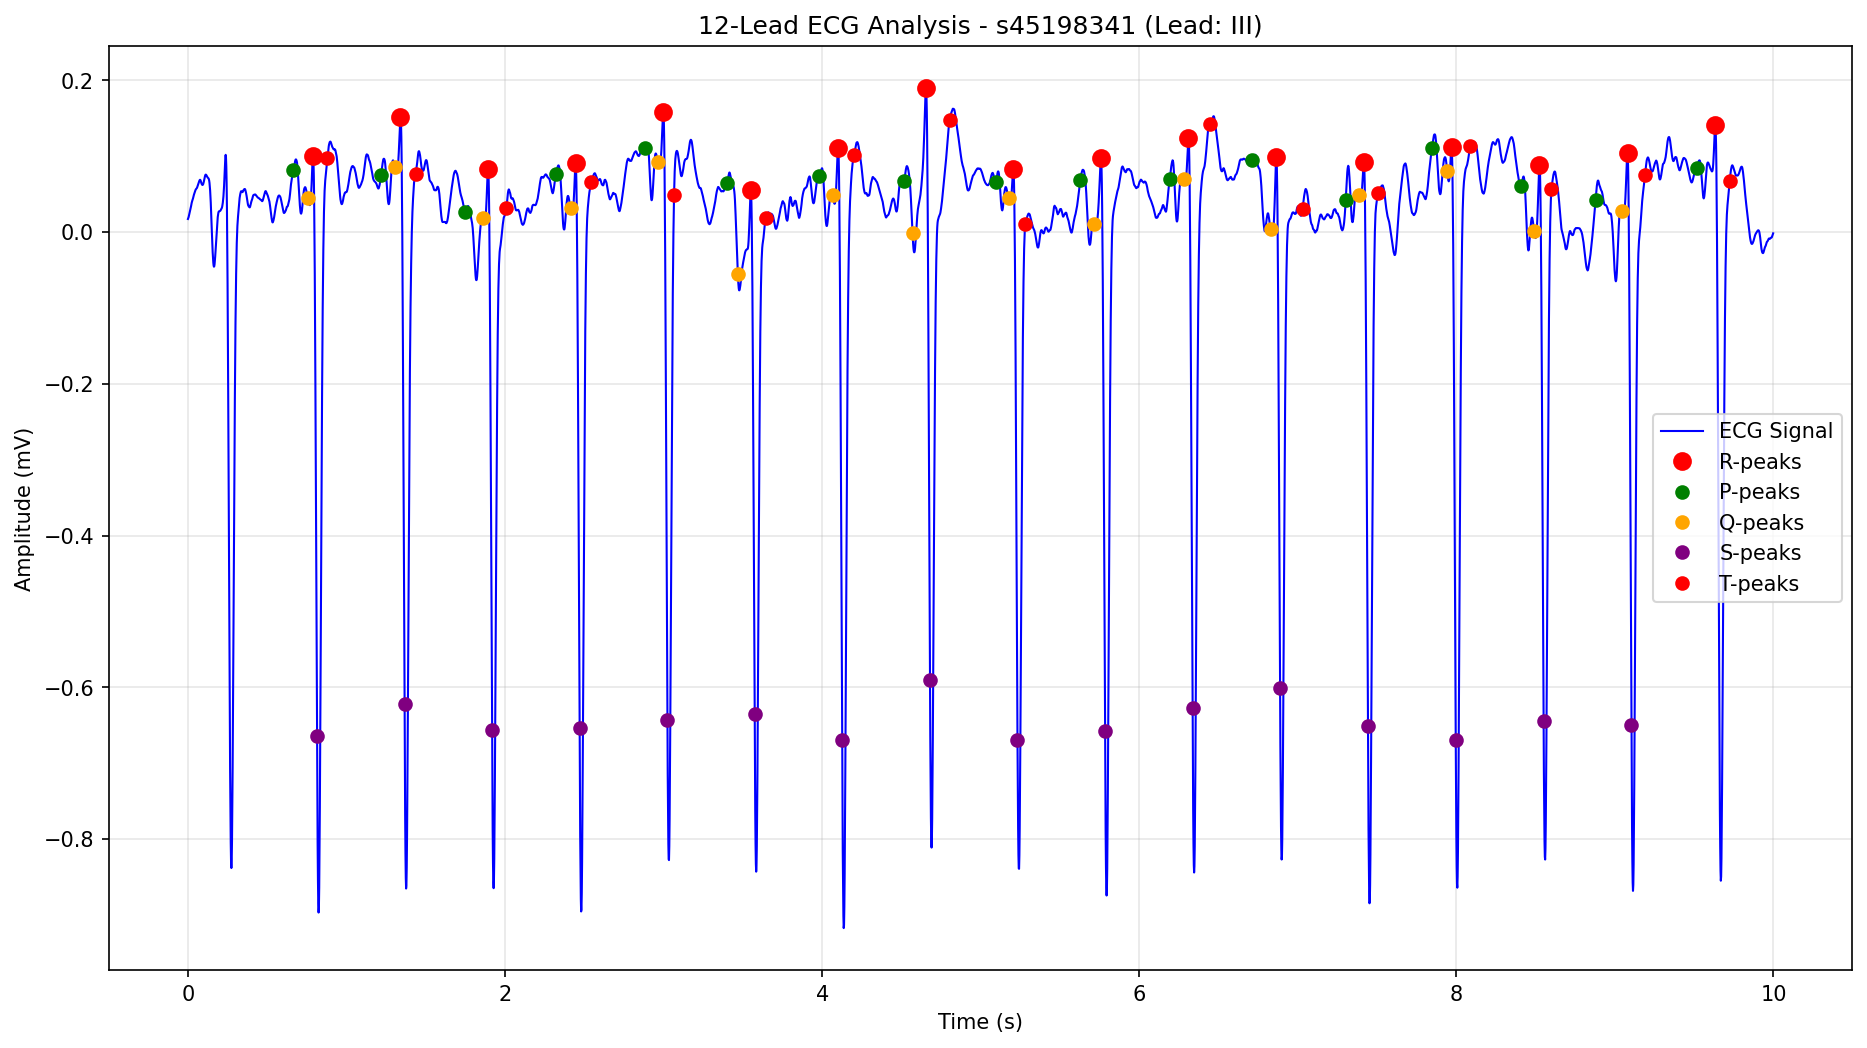 12-Lead ECG Analysis - s45198341 (Lead: III)
Amplitude (mV)
0.2
0.0
−0.2
−0.4
−0.6
−0.8
ECG Signal
R-peaks
P-peaks
Q-peaks
S-peaks
T-peaks
0 2 4 6 8 10
Time (s)